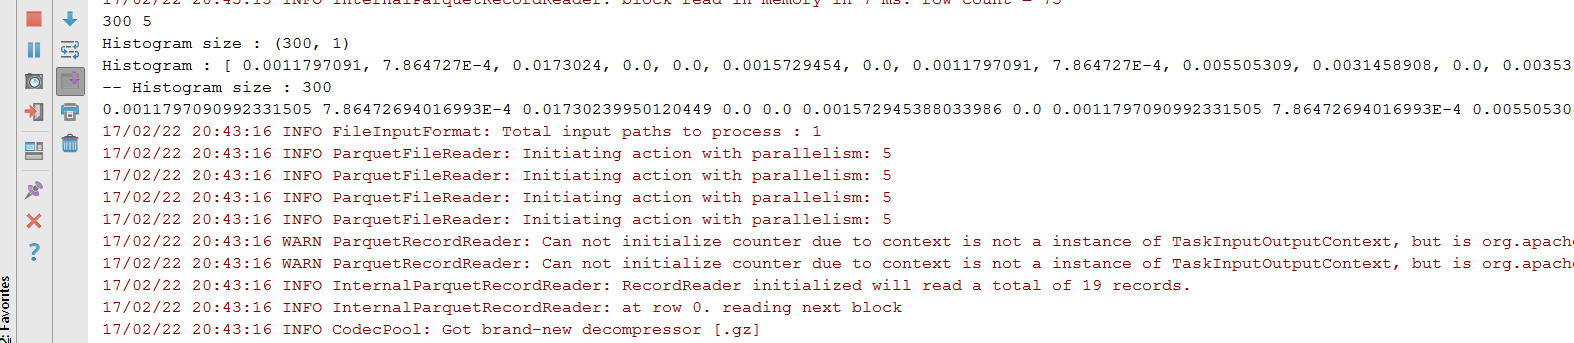 17/02/22 20:43:15 INFO InternalParquetRecordReader: block read in memory in 7 ms. row count = 75
300 5
Histogram size : (300, 1)
Histogram : [ 0.0011797091, 7.864727E-4, 0.0173024, 0.0, 0.0, 0.0015729454, 0.0, 0.0011797091, 7.864727E-4, 0.005505309, 0.0031458908, 0.0, 0.00353
-- Histogram size : 300
0.0011797090992331505 7.86472694016993E-4 0.01730239950120449 0.0 0.0 0.001572945388033986 0.0 0.0011797090992331505 7.86472694016993E-4 0.00550530
17/02/22 20:43:16 INFO FileInputFormat: Total input paths to process : 1
17/02/22 20:43:16 INFO ParquetFileReader: Initiating action with parallelism: 5
17/02/22 20:43:16 INFO ParquetFileReader: Initiating action with parallelism: 5
17/02/22 20:43:16 INFO ParquetFileReader: Initiating action with parallelism: 5
17/02/22 20:43:16 INFO ParquetFileReader: Initiating action with parallelism: 5
17/02/22 20:43:16 WARN ParquetRecordReader: Can not initialize counter due to context is not a instance of TaskInputOutputContext, but is org.apach
17/02/22 20:43:16 WARN ParquetRecordReader: Can not initialize counter due to context is not a instance of TaskInputOutputContext, but is org.apach
17/02/22 20:43:16 INFO InternalParquetRecordReader: RecordReader initialized will read a total of 19 records.
17/02/22 20:43:16 INFO InternalParquetRecordReader: at row 0. reading next block
17/02/22 20:43:16 INFO CodecPool: Got brand-new decompressor [.gz]
2: Favorites